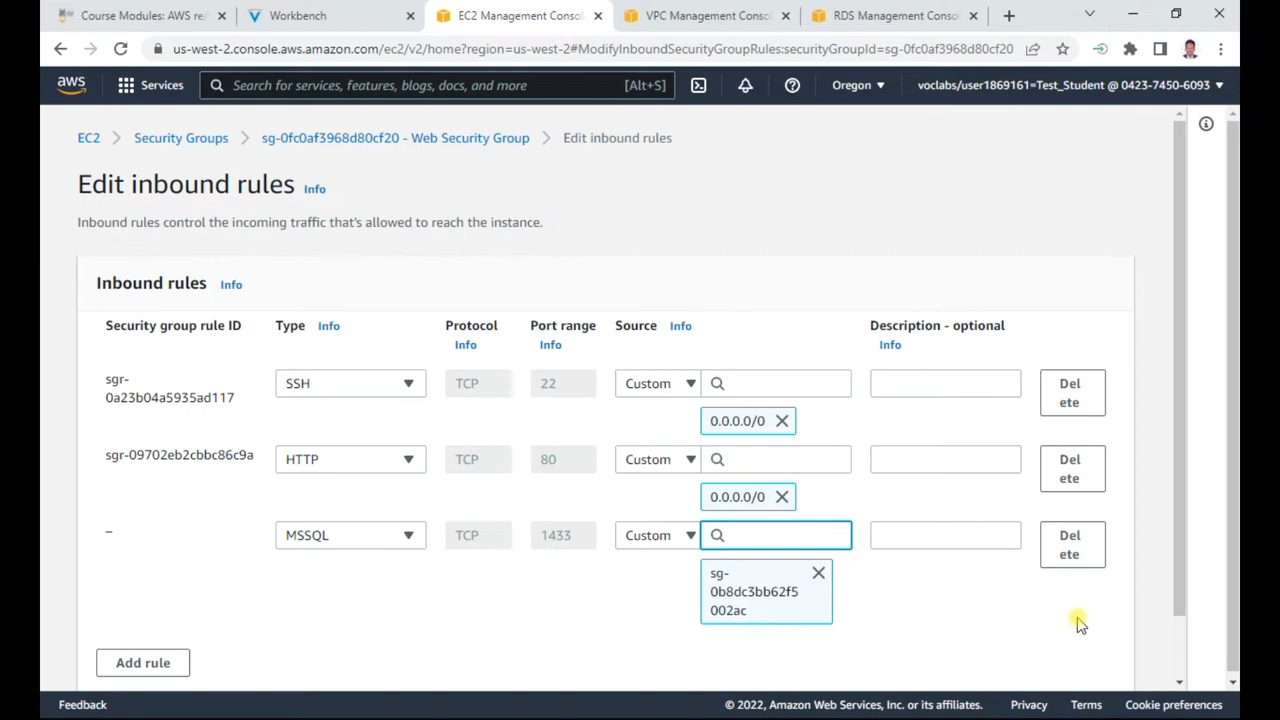 Course Modules: AWS re/
Workbench
EC2 Management Consol
VPC Management Consol
RDS Management Conso
us-west-2.console.aws.amazon.com/ec2/v2/home?region=us-west-2#ModifyInboundSecurityGroupRules:securityGroupId=sg-0fc0af3968d80cf20
aws
Services
Search for services, features, blogs, docs, and more
[Alt+S]
Oregon
voclabs/user1869161=Test_Student @ 0423-7450-6093
EC2
Security Groups
sg-0fc0af3968d80cf20 - Web Security Group
Edit inbound rules
Edit inbound rules Info
Inbound rules control the incoming traffic that's allowed to reach the instance.
Inbound rules Info
Security group rule ID
Type Info
Protocol
Info
Port range
Info
Source Info
Description - optional
Info
sgr-
0a23b04a5935ad117
SSH
TCP
22
Custom
0.0.0.0/0
Del
ete
sgr-09702eb2cbbc86c9a
HTTP
TCP
80
Custom
0.0.0.0/0
Del
ete
–
MSSQL
TCP
1433
Custom
sg-
0b8dc3bb62f5
002ac
Del
ete
Add rule
Feedback
© 2022, Amazon Web Services, Inc. or its affiliates.
Privacy
Terms
Cookie preferences